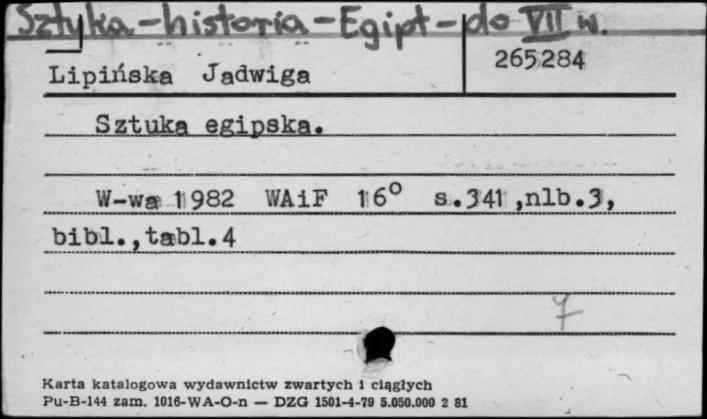 Sztyka-historia-Egipt-do VII w.
265284
Lipińska Jadwiga
Sztuka egipska.
W-wa 1982 WAiF 16° s.341,nlb.3,
bibl.,tabl.4
7
Karta katalogowa wydawnictw zwartych i ciągłych
Pu-B-144 zam. 1016-WA-O-n — DZG 1501-4-79 5.050.000 2 81